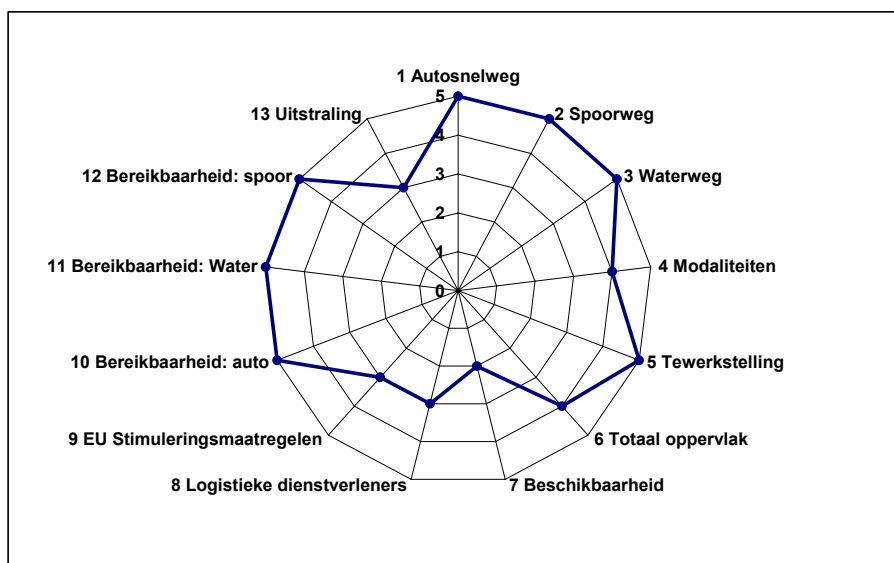 1 Autosnelweg
2 Spoorweg
3 Waterweg
4 Modaliteiten
5 Tewerkstelling
6 Totaal oppervlak
7 Beschikbaarheid
8 Logistieke dienstverleners
9 EU Stimuleringsmaatregelen
10 Bereikbaarheid: auto
11 Bereikbaarheid: Water
12 Bereikbaarheid: spoor
13 Uitstraling
5
4
3
2
1
0